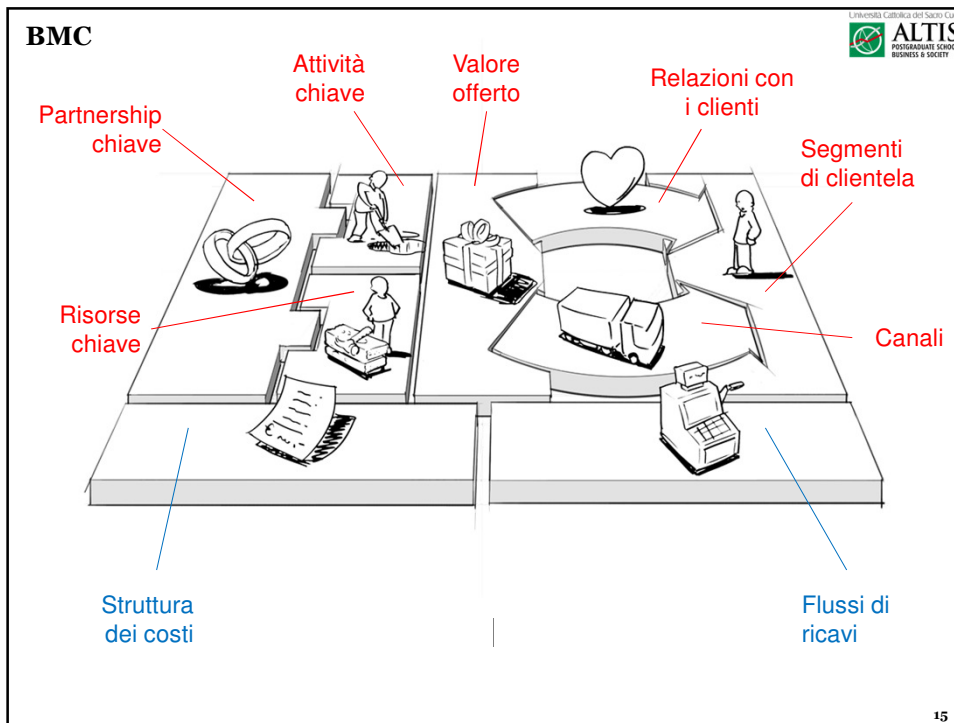 Università Cattolica del Sacro Cu
BMC
ALTIS
POSTGRADUATE SCHOO
BUSINESS & SOCIETY
Attività
chiave
Valore
offerto
Relazioni con
i clienti
Partnership
chiave
Segmenti
di clientela
Risorse
chiave
Canali
Struttura
dei costi
Flussi di
ricavi
15